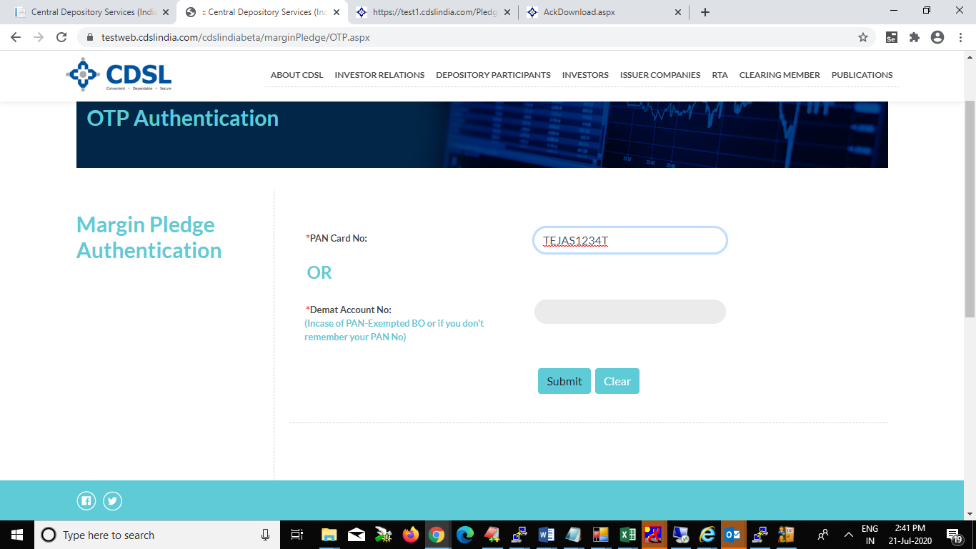 Central Depository Services (Indi
:: Central Depository Services (Inc
https://test1.cdslindia.com/Pledg
AckDownload.aspx
testweb.cdslindia.com/cdslindiabeta/marginPledge/OTP.aspx
CDSL
Convenient • Dependable • Secure
ABOUT CDSL INVESTOR RELATIONS DEPOSITORY PARTICIPANTS INVESTORS ISSUER COMPANIES RTA CLEARING MEMBER PUBLICATIONS
OTP Authentication
Margin Pledge
Authentication
*PAN Card No:
TEJAS1234T
OR
*Demat Account No:
(Incase of PAN-Exempted BO or if you don't
remember your PAN No)
Submit Clear
Type here to search
ENG
IN
2:41 PM
21-Jul-2020
19